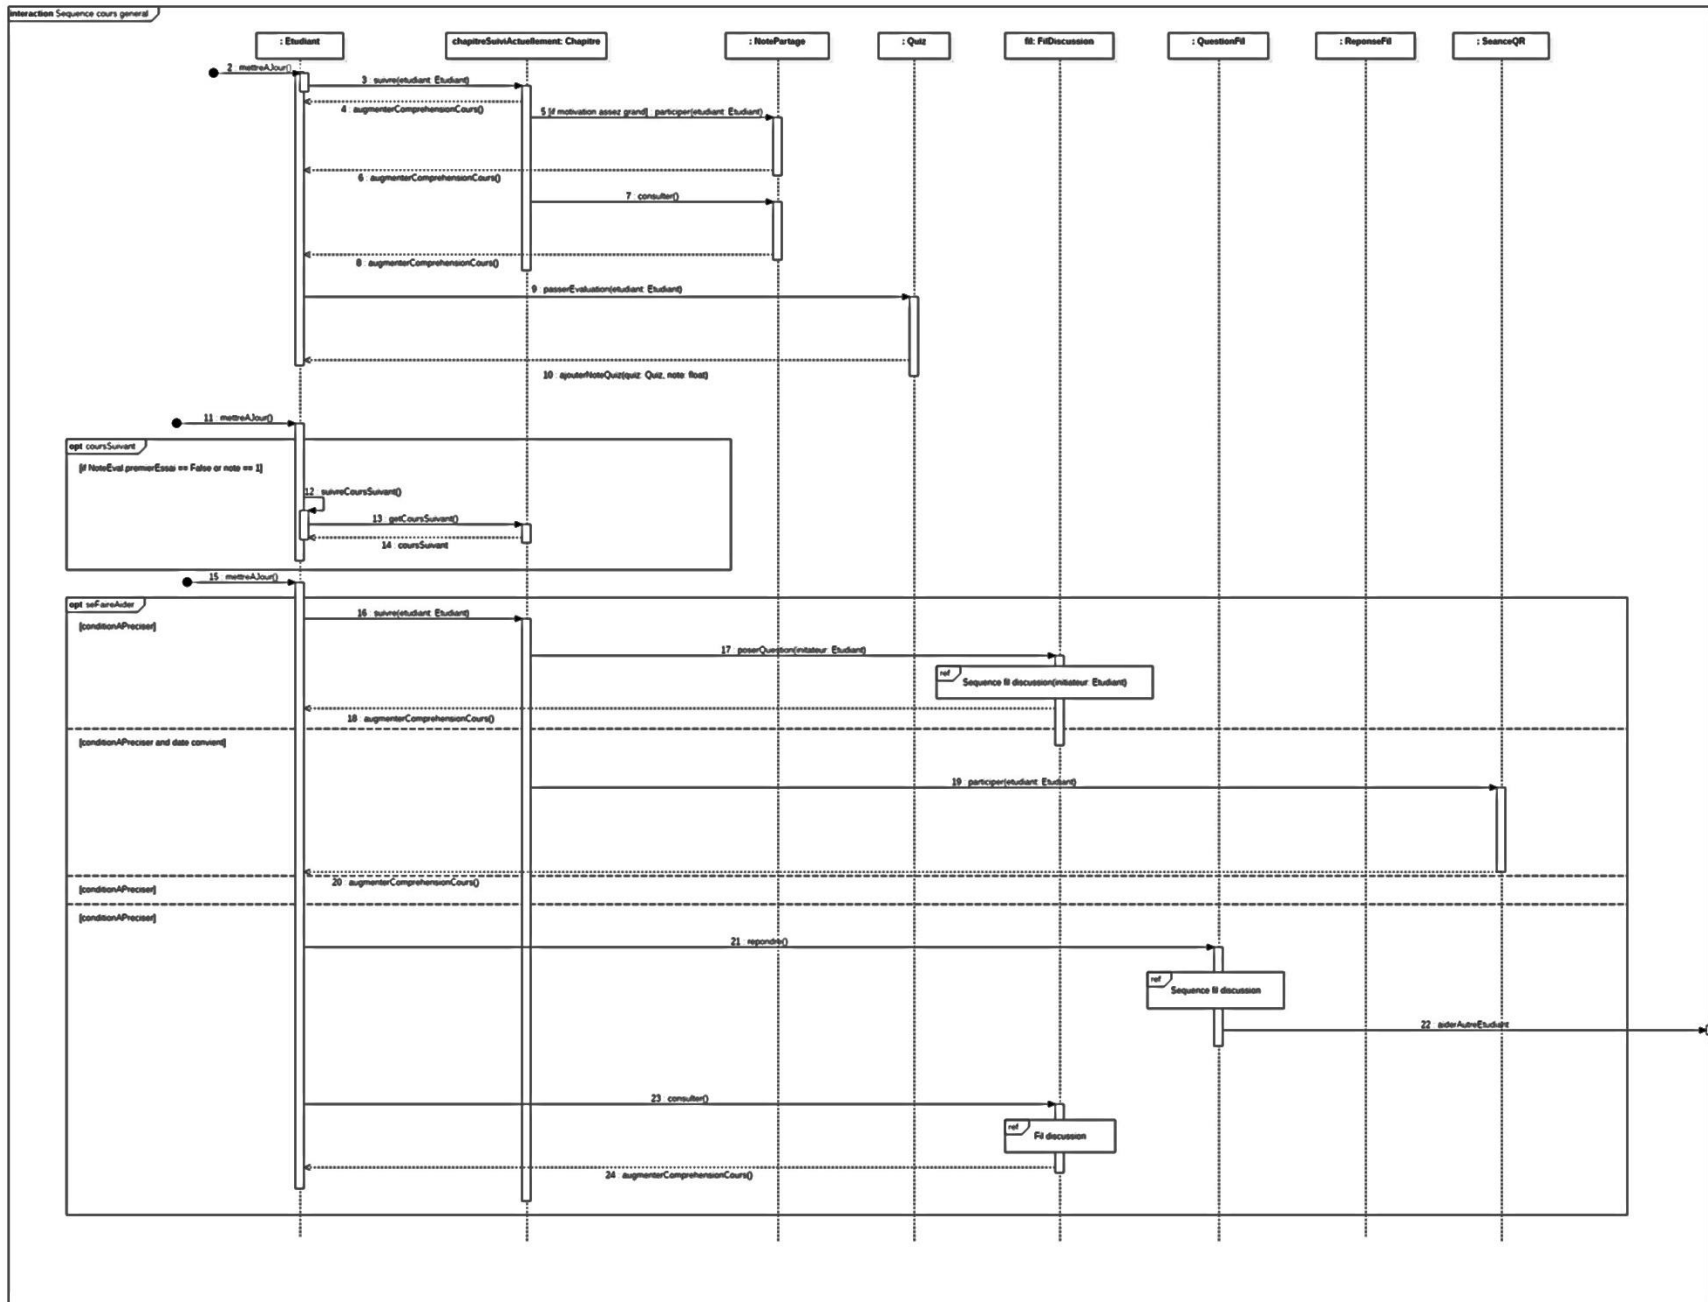 interaction Sequence cours general
: Etudiant
chapitreSuiviActuellement: Chapitre
: NotePartage
: Quiz
fil: FilDiscussion
: QuestionFil
: ReponseFil
: SeanceQR
2 : mettreAJour()
3 : suivre(etudiant: Etudiant)
4 : augmenterComprehensionCours()
5 [if motivation assez grand] : participer(etudiant: Etudiant)
6 : augmenterComprehensionCours()
7 : consulter()
8 : augmenterComprehensionCours()
9 : passerEvaluation(etudiant: Etudiant)
10 : ajouterNoteQuiz(quiz: Quiz, note: float)
11 : mettreAJour()
opt coursSuivant
[if NoteEval.premierEssai == False or note == 1]
12 : suivreCoursSuivant()
13 : getCoursSuivant()
14 : coursSuivant
15 : mettreAJour()
opt seFaireAider
16 : suivre(etudiant: Etudiant)
[conditionAPreciser]
17 : poserQuestion(initateur: Etudiant)
ref
Sequence fil discussion(initiateur: Etudiant)
18 : augmenterComprehensionCours()
[conditionAPreciser and date convient]
19 : participer(etudiant: Etudiant)
20 : augmenterComprehensionCours()
[conditionAPreciser]
[conditionAPreciser]
21 : repondre()
ref
Sequence fil discussion
22 : aiderAutreEtudiant
23 : consulter()
ref
Fil discussion
24 : augmenterComprehensionCours()